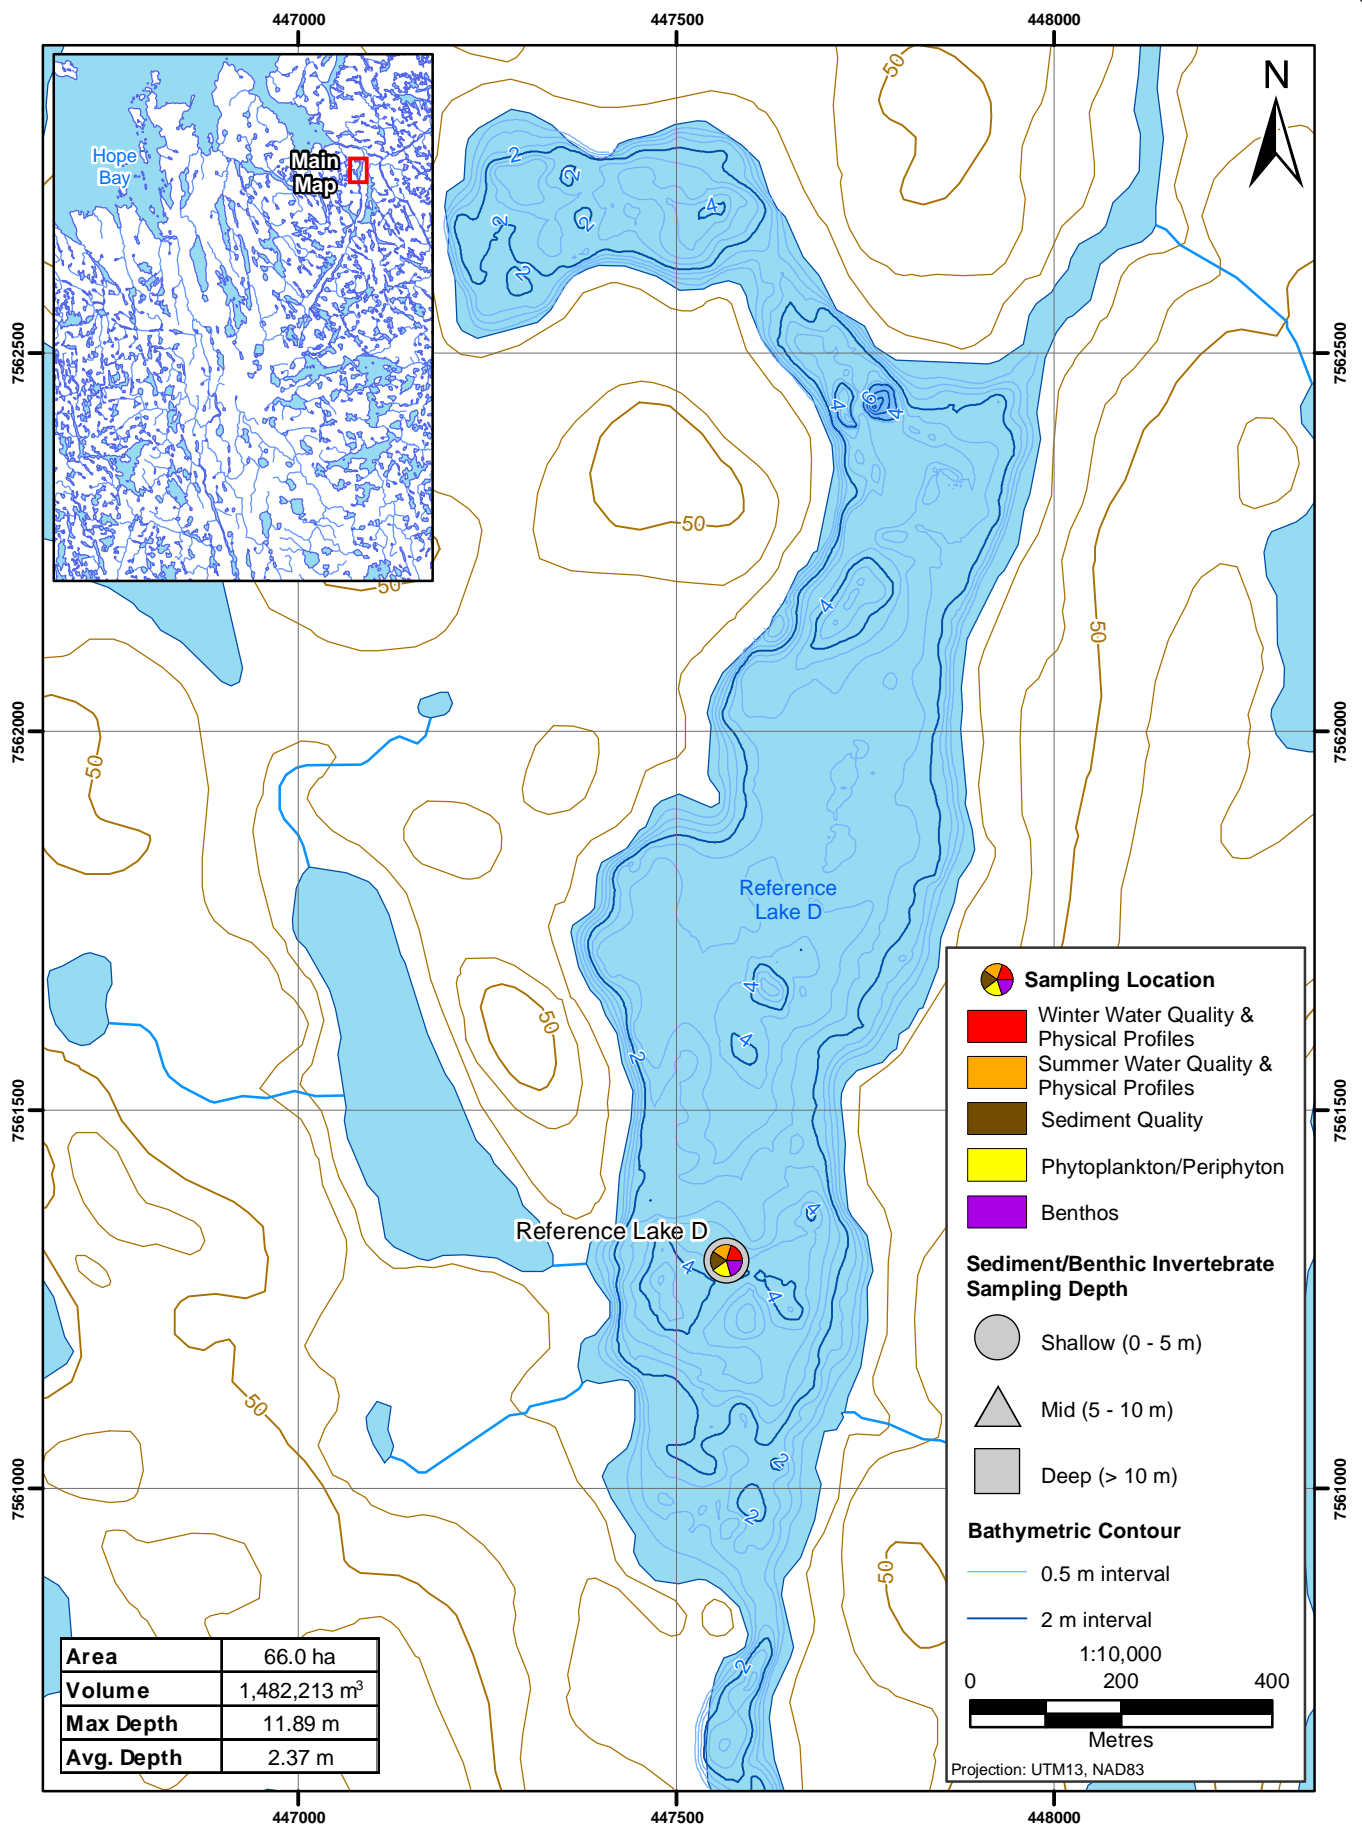 447000
447500
448000
N
Hope
Bay
Main
Map
50
2
2
2
2
2
4
7562500
7562500
4
6
4
50
50
4
50
7562000
7562000
50
Reference
Lake D
4
50
4
2
7561500
7561500
4
Reference Lake D
4
4
50
2
7561000
7561000
2
50
2
Sampling Location
Winter Water Quality &
Physical Profiles
Summer Water Quality &
Physical Profiles
Sediment Quality
Phytoplankton/Periphyton
Benthos
Sediment/Benthic Invertebrate
Sampling Depth
Shallow (0 - 5 m)
Mid (5 - 10 m)
Deep (> 10 m)
Bathymetric Contour
0.5 m interval
2 m interval
1:10,000
0 200 400
Metres
Projection: UTM13, NAD83
Area 66.0 ha
Volume 1,482,213 m³
Max Depth 11.89 m
Avg. Depth 2.37 m
447000
447500
448000